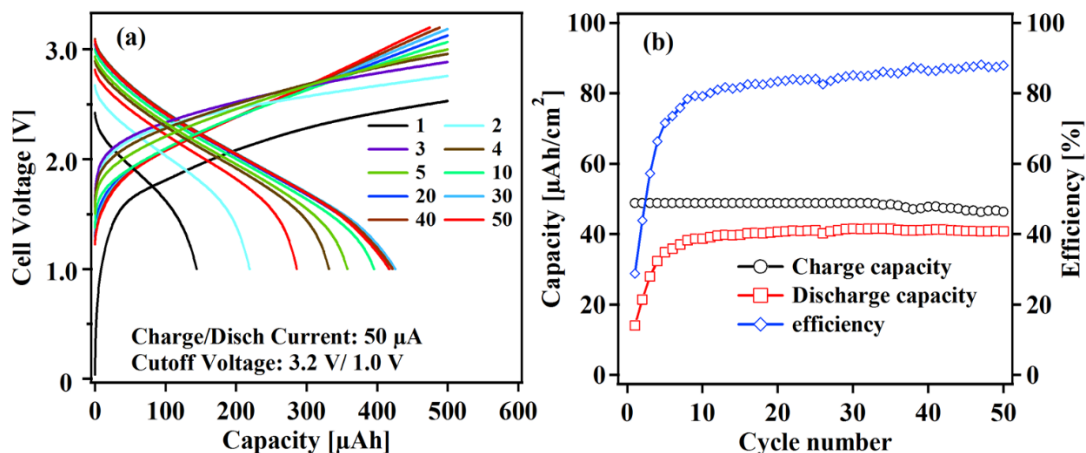 (a)
3.0
2.0
1.0
0
Cell Voltage [V]
1 2
3 4
5 10
20 30
40 50
Charge/Disch Current: 50 µA
Cutoff Voltage: 3.2 V/ 1.0 V
0 100 200 300 400 500 600
Capacity [µAh]
(b)
100
80
60
40
20
0
Capacity [µAh/cm²]
Charge capacity
Discharge capacity
efficiency
100
80
60
40
20
0
Efficiency [%]
0 10 20 30 40 50
Cycle number